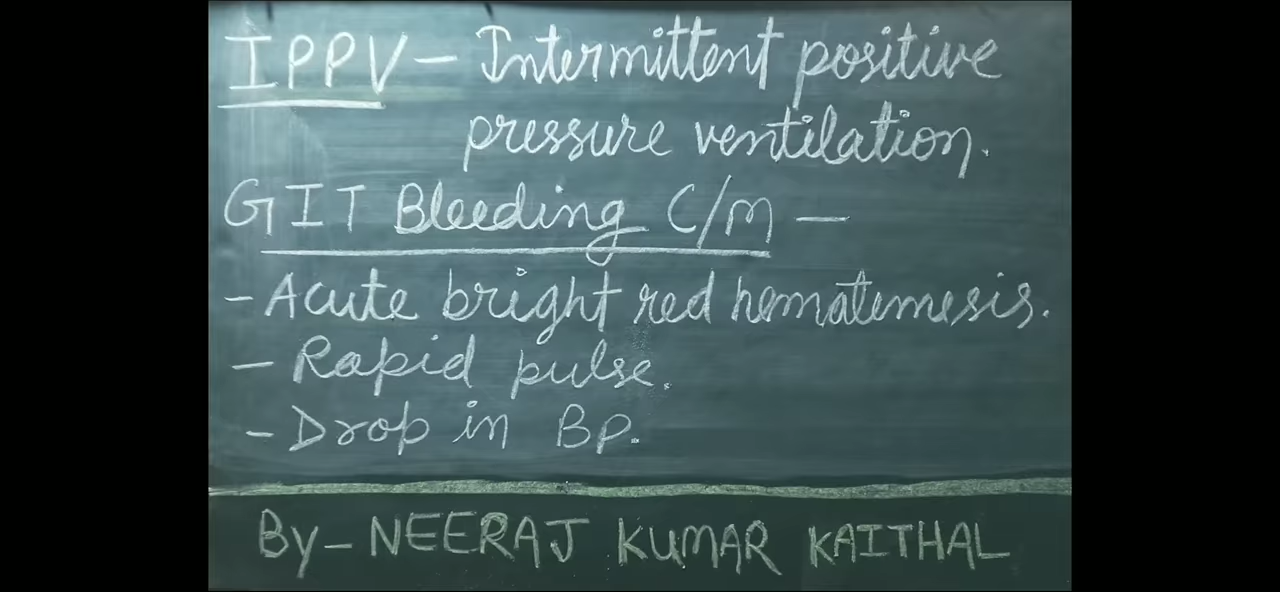 IPPV - Intermittent positive
pressure ventilation.
GIT Bleeding C/M -
- Acute bright red hematemesis.
- Rapid pulse.
- Drop in BP.
By - NEERAJ KUMAR KAITHAL